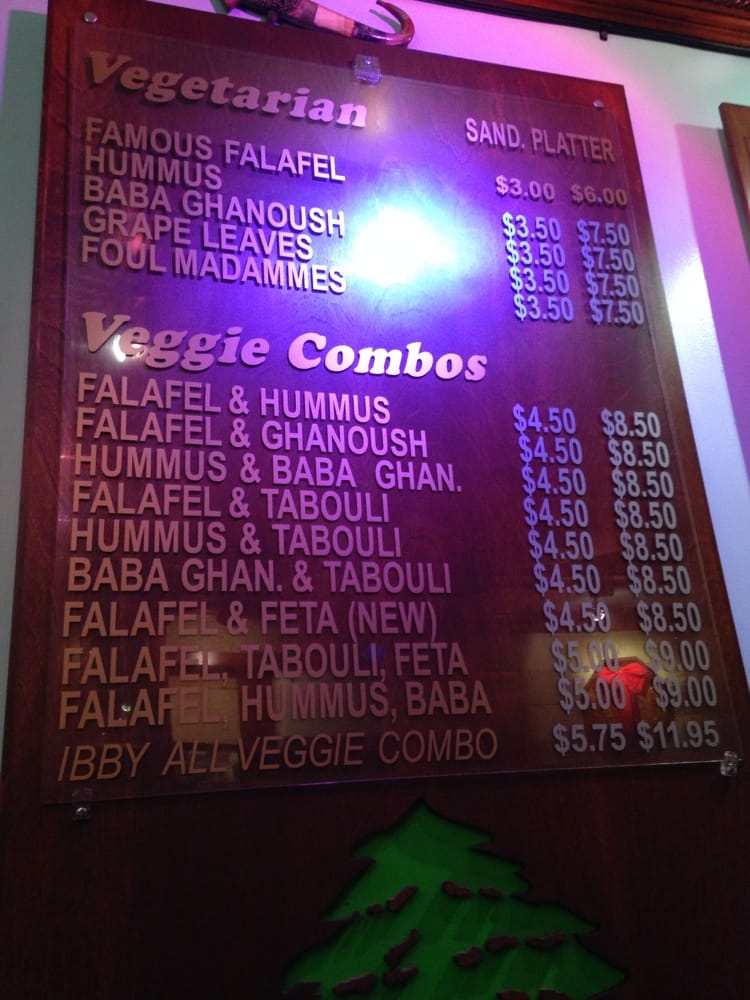 Vegetarian
SAND. PLATTER
FAMOUS FALAFEL $3.00 $6.00
HUMMUS $3.50 $7.50
BABA GHANOUSH $3.50 $7.50
GRAPE LEAVES $3.50 $7.50
FOUL MADAMMES $3.50 $7.50
Veggie Combos
FALAFEL & HUMMUS $4.50 $8.50
FALAFEL & GHANOUSH $4.50 $8.50
HUMMUS & BABA GHAN. $4.50 $8.50
FALAFEL & TABOULI $4.50 $8.50
HUMMUS & TABOULI $4.50 $8.50
BABA GHAN. & TABOULI $4.50 $8.50
FALAFEL & FETA (NEW) $4.50 $8.50
FALAFEL, TABOULI, FETA $5.00 $9.00
FALAFEL, HUMMUS, BABA $5.00 $9.00
IBBY ALL VEGGIE COMBO $5.75 $11.95